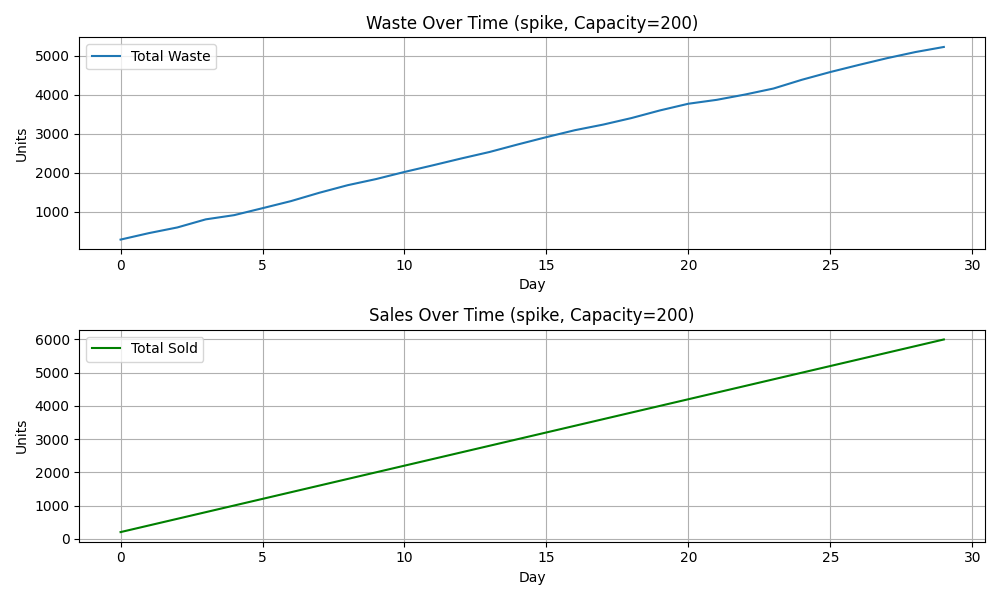 Waste Over Time (spike, Capacity=200)
Total Waste
Units
5000
4000
3000
2000
1000
0 5 10 15 20 25 30
Day
Sales Over Time (spike, Capacity=200)
Total Sold
Units
6000
5000
4000
3000
2000
1000
0
0 5 10 15 20 25 30
Day